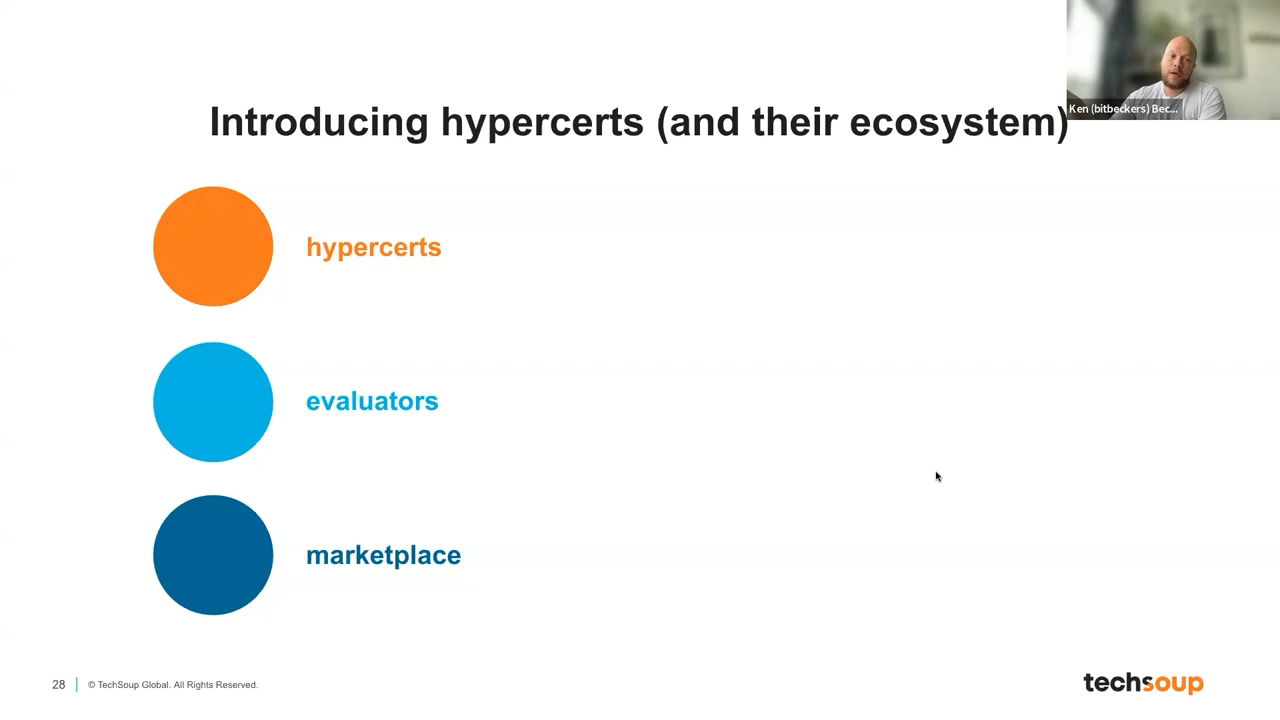 Ken (bitbeckers) Bec...
Introducing hypercerts (and their ecosystem)
hypercerts
evaluators
marketplace
28
© TechSoup Global. All Rights Reserved.
techsoup